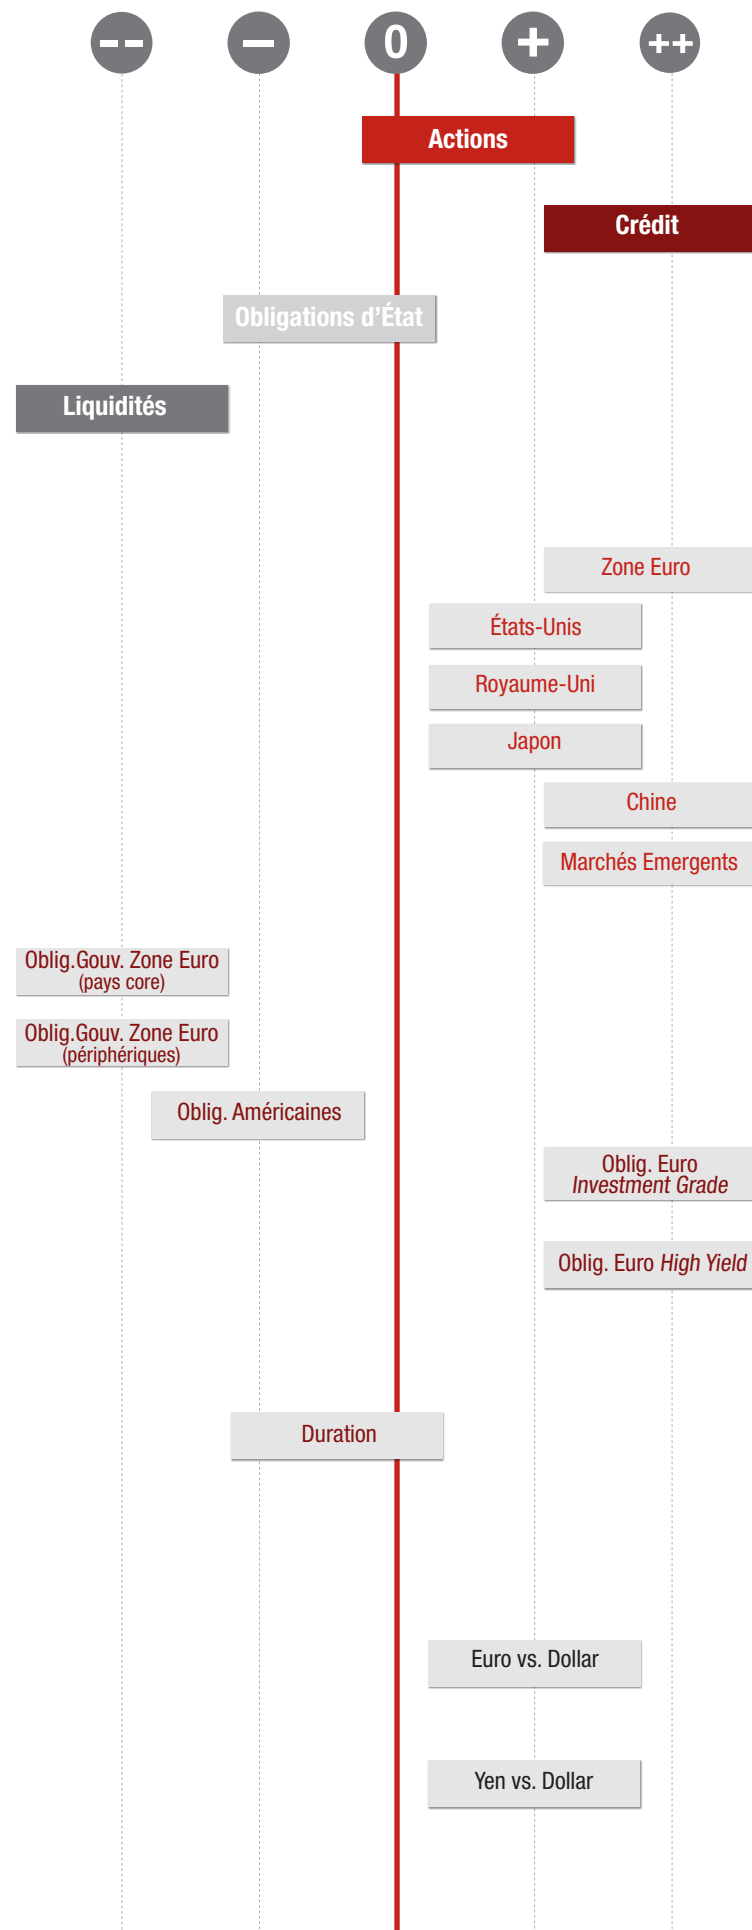 -- – 0 + ++
Actions
Crédit
Obligations d'État
Liquidités
Zone Euro
États-Unis
Royaume-Uni
Japon
Chine
Marchés Emergents
Oblig.Gouv. Zone Euro
(pays core)
Oblig.Gouv. Zone Euro
(périphériques)
Oblig. Américaines
Oblig. Euro
Investment Grade
Oblig. Euro High Yield
Duration
Euro vs. Dollar
Yen vs. Dollar